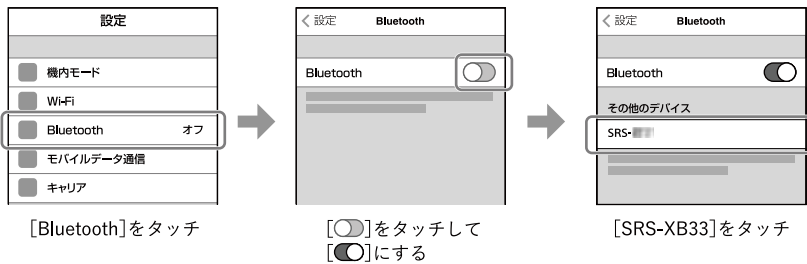 設定
機内モード
Wi-Fi
Bluetooth オフ
モバイルデータ通信
キャリア
[Bluetooth]をタッチ
設定 Bluetooth
Bluetooth
[ ]をタッチして
[ ]にする
設定 Bluetooth
Bluetooth
その他のデバイス
SRS-
[SRS-XB33]をタッチ